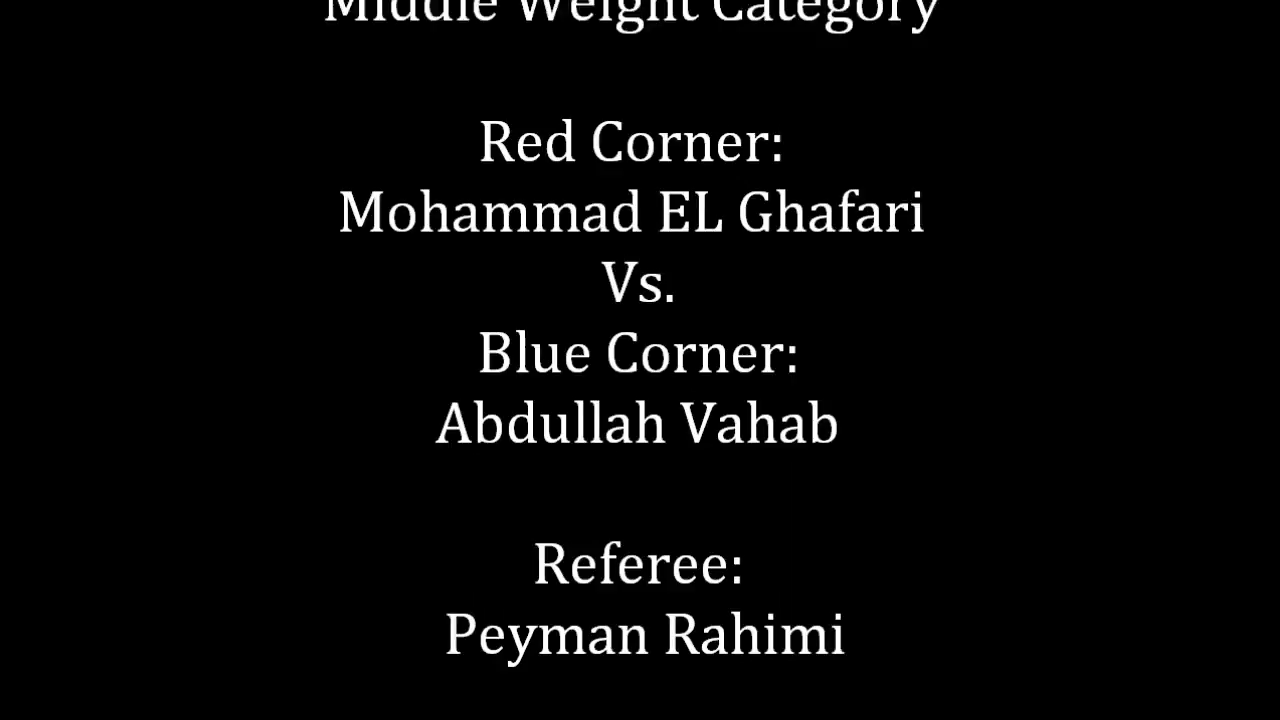 Middle Weight Category
Red Corner:
Mohammad EL Ghafari
Vs.
Blue Corner:
Abdullah Vahab
Referee:
Peyman Rahimi